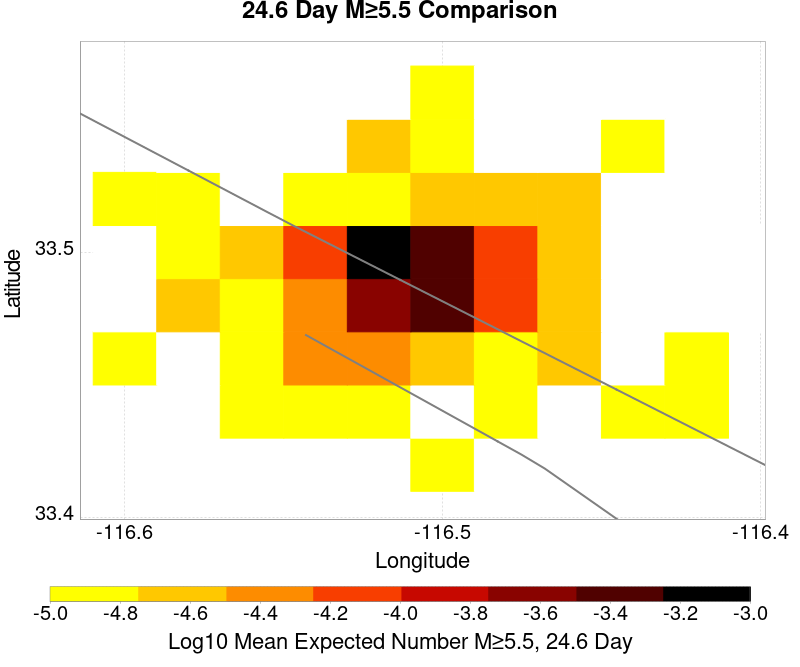 24.6 Day M≥5.5 Comparison
Latitude
33.5
33.4
-116.6 -116.5 -116.4
Longitude
-5.0 -4.8 -4.6 -4.4 -4.2 -4.0 -3.8 -3.6 -3.4 -3.2 -3.0
Log10 Mean Expected Number M≥5.5, 24.6 Day